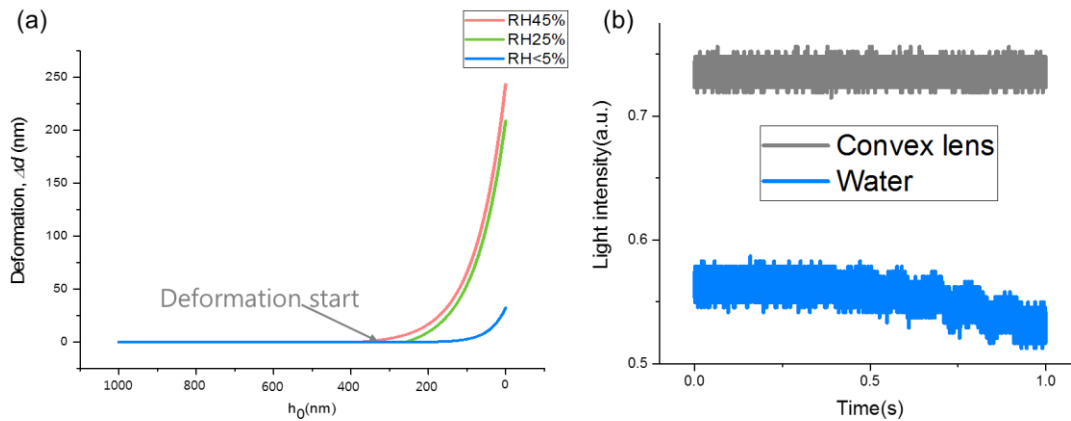 (a)
RH45%
RH25%
RH<5%
Deformation, Δd (nm)
250
200
150
100
50
0
Deformation start
1000
800
600
400
200
0
h0(nm)
(b)
Light intensity(a.u.)
0.7
0.6
0.5
Convex lens
Water
0.0
0.5
1.0
Time(s)